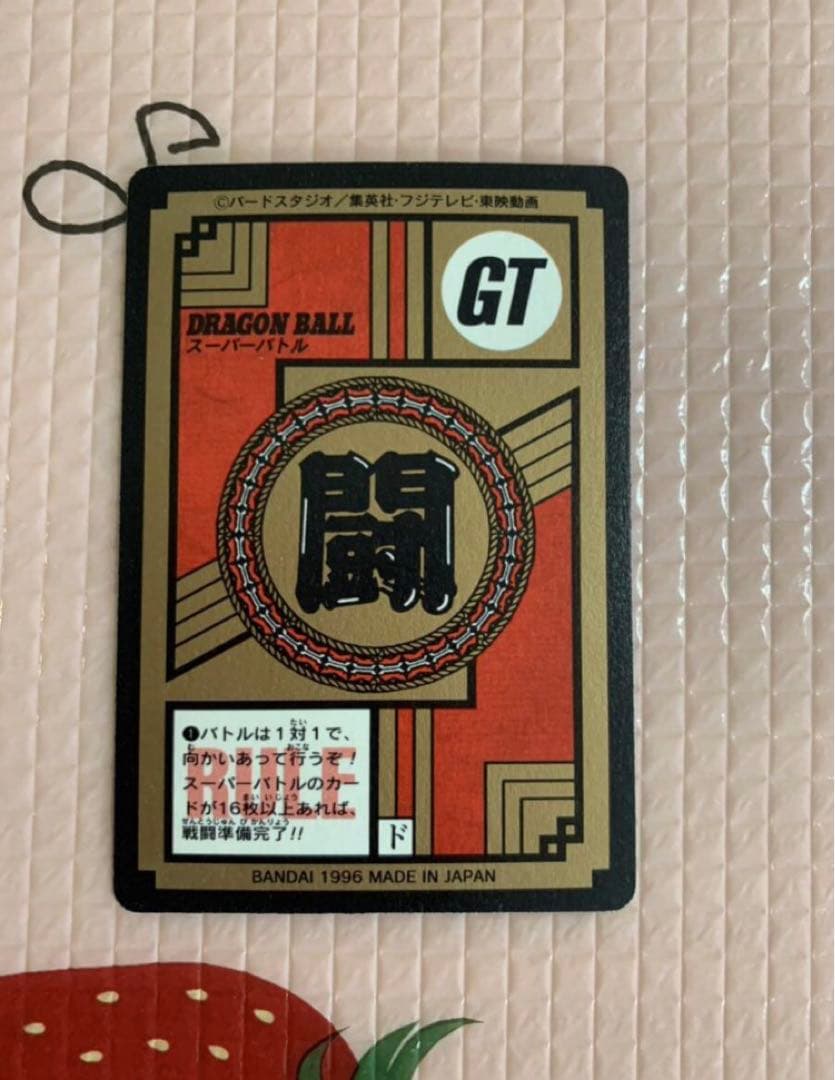 ©バードスタジオ／集英社・フジテレビ・東映動画
GT
DRAGON BALL
スーパーバトル
闘
RULE
❶バトルは1対1で、
向かいあって行うぞ！
スーパーバトルのカー
ドが16枚以上あれば、
戦闘準備完了!!
ド
BANDAI 1996 MADE IN JAPAN